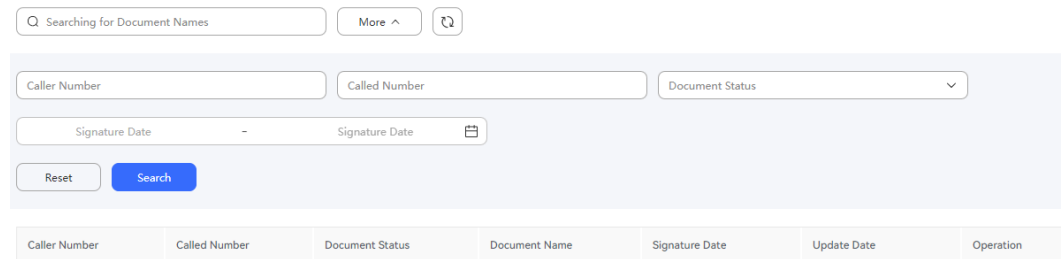 Searching for Document Names More
Caller Number Called Number Document Status
Signature Date - Signature Date
Reset Search
Caller Number Called Number Document Status Document Name Signature Date Update Date Operation